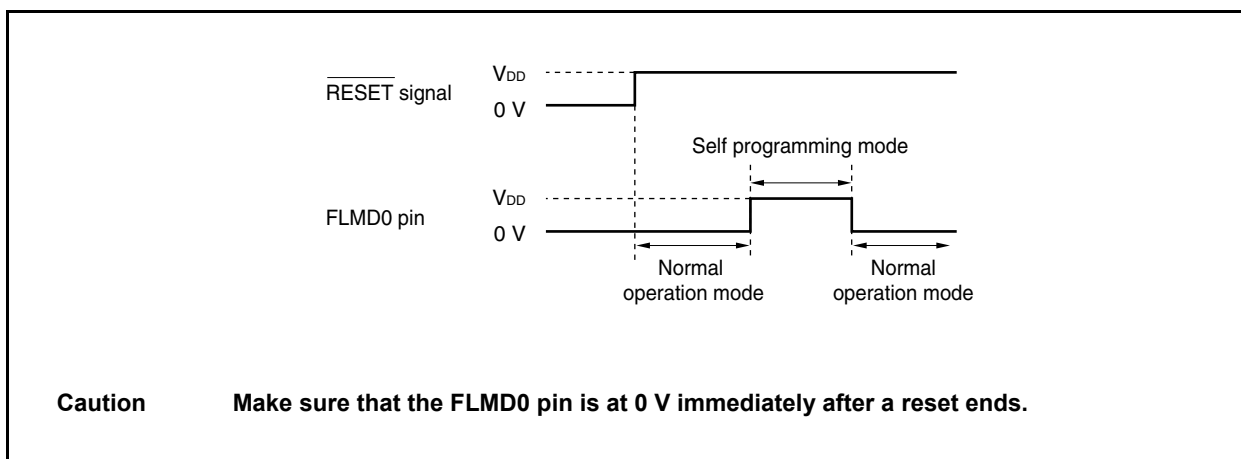 VDD
RESET signal
0 V
Self programming mode
VDD
FLMD0 pin
0 V
Normal
operation mode
Normal
operation mode
Caution Make sure that the FLMD0 pin is at 0 V immediately after a reset ends.